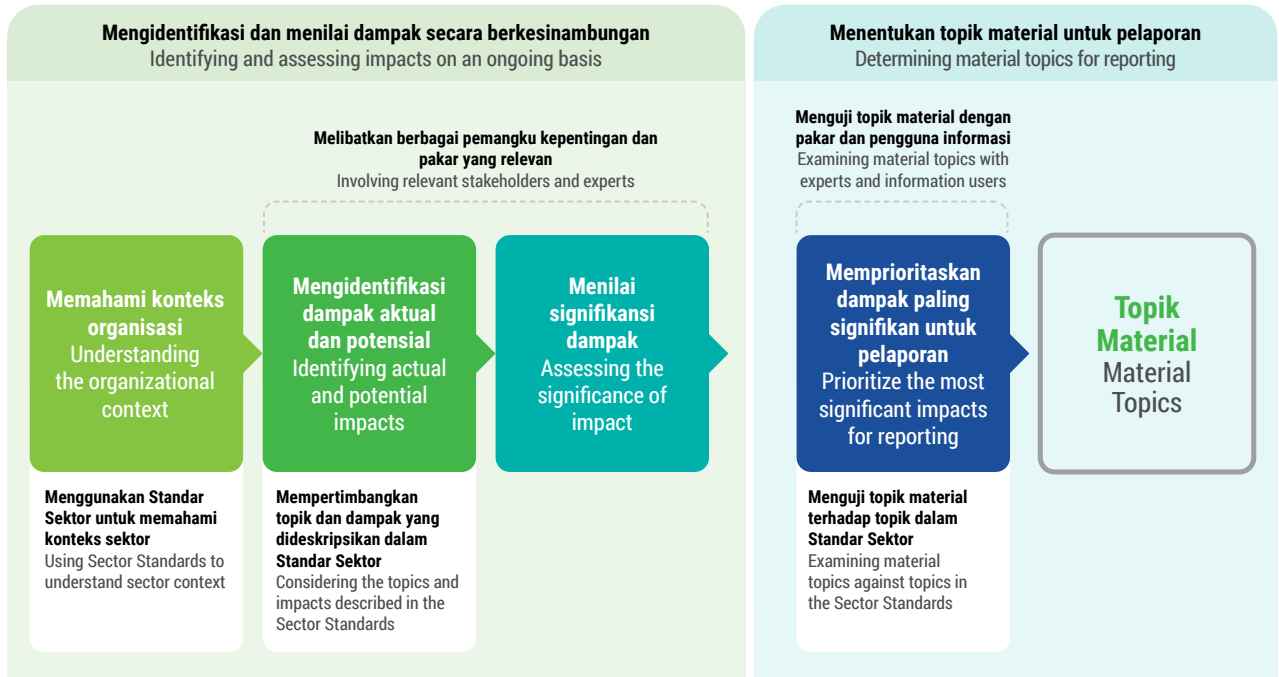 Mengidentifikasi dan menilai dampak secara berkesinambungan
Identifying and assessing impacts on an ongoing basis
Melibatkan berbagai pemangku kepentingan dan
pakar yang relevan
Involving relevant stakeholders and experts
Memahami konteks
organisasi
Understanding
the organizational
context
Menggunakan Standar
Sektor untuk memahami
konteks sektor
Using Sector Standards to
understand sector context
Mengidentifikasi
dampak aktual
dan potensial
Identifying actual
and potential
impacts
Mempertimbangkan
topik dan dampak yang
dideskripsikan dalam
Standar Sektor
Considering the topics and
impacts described in the
Sector Standards
Menilai
signifikansi
dampak
Assessing the
significance of
impact
Menentukan topik material untuk pelaporan
Determining material topics for reporting
Menguji topik material dengan
pakar dan pengguna informasi
Examining material topics with
experts and information users
Memprioritaskan
dampak paling
signifikan untuk
pelaporan
Prioritize the most
significant impacts
for reporting
Menguji topik material
terhadap topik dalam
Standar Sektor
Examining material
topics against topics in
the Sector Standards
Topik
Material
Material
Topics